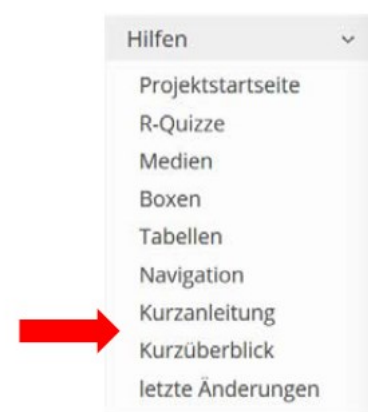 Hilfen
Projektstartseite
R-Quizze
Medien
Boxen
Tabellen
Navigation
Kurzanleitung
Kurzüberblick
letzte Änderungen